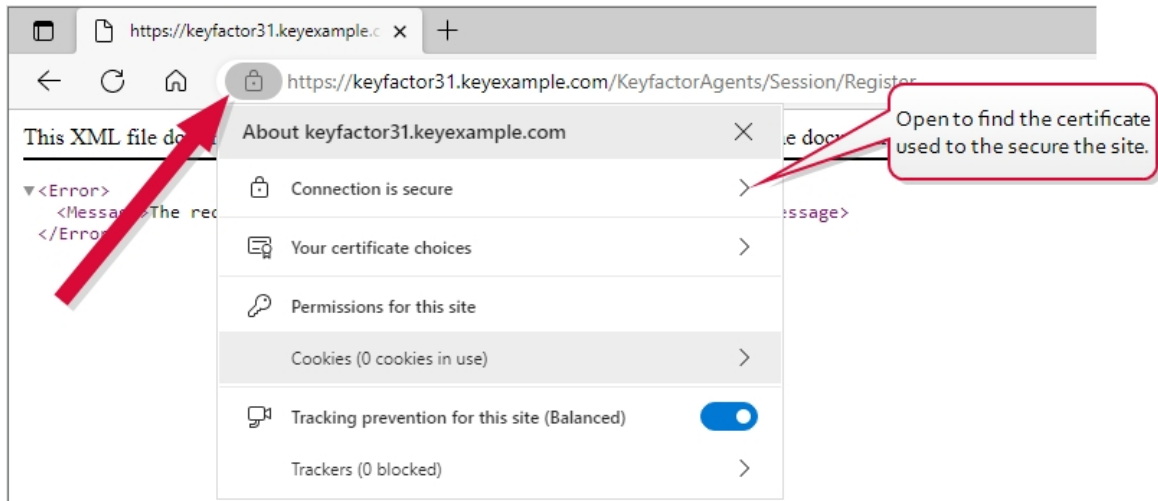 https://keyfactor31.keyexample.c
https://keyfactor31.keyexample.com/KeyfactorAgents/Session/Register
Open to find the certificate
used to the secure the site.
This XML file do
About keyfactor31.keyexample.com
e doc
<Error>
Connection is secure
<Messa
>The rec
essage>
</Error
Your certificate choices
Permissions for this site
Cookies (0 cookies in use)
Tracking prevention for this site (Balanced)
Trackers (0 blocked)